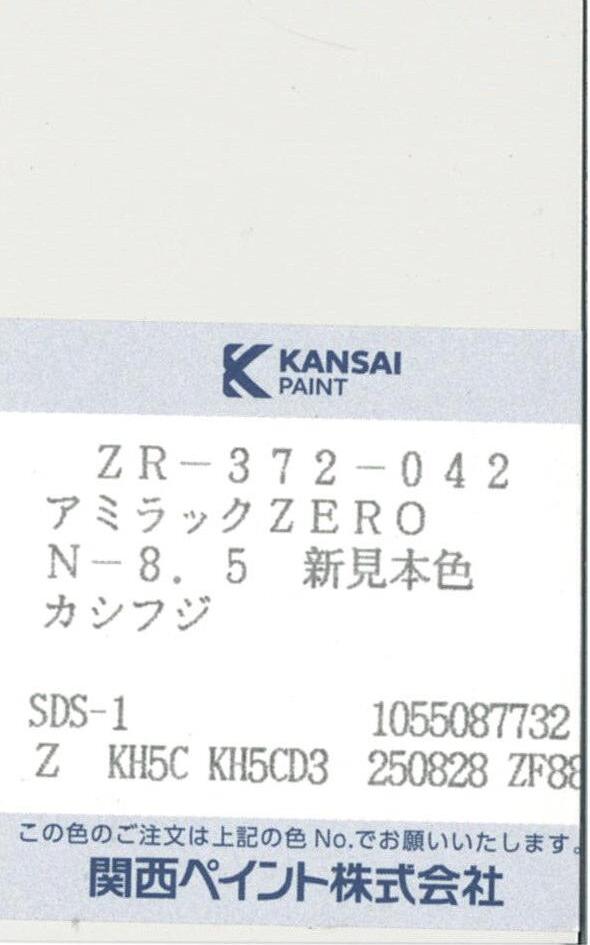 KANSAI
PAINT
ZR－372－042
アミラックZERO
N－8．5　新見本色
カシフジ
SDS-1 1055087732
Z KH5C KH5CD3 250828 ZF88
この色のご注文は上記の色 No.でお願いいたします。
関西ペイント株式会社